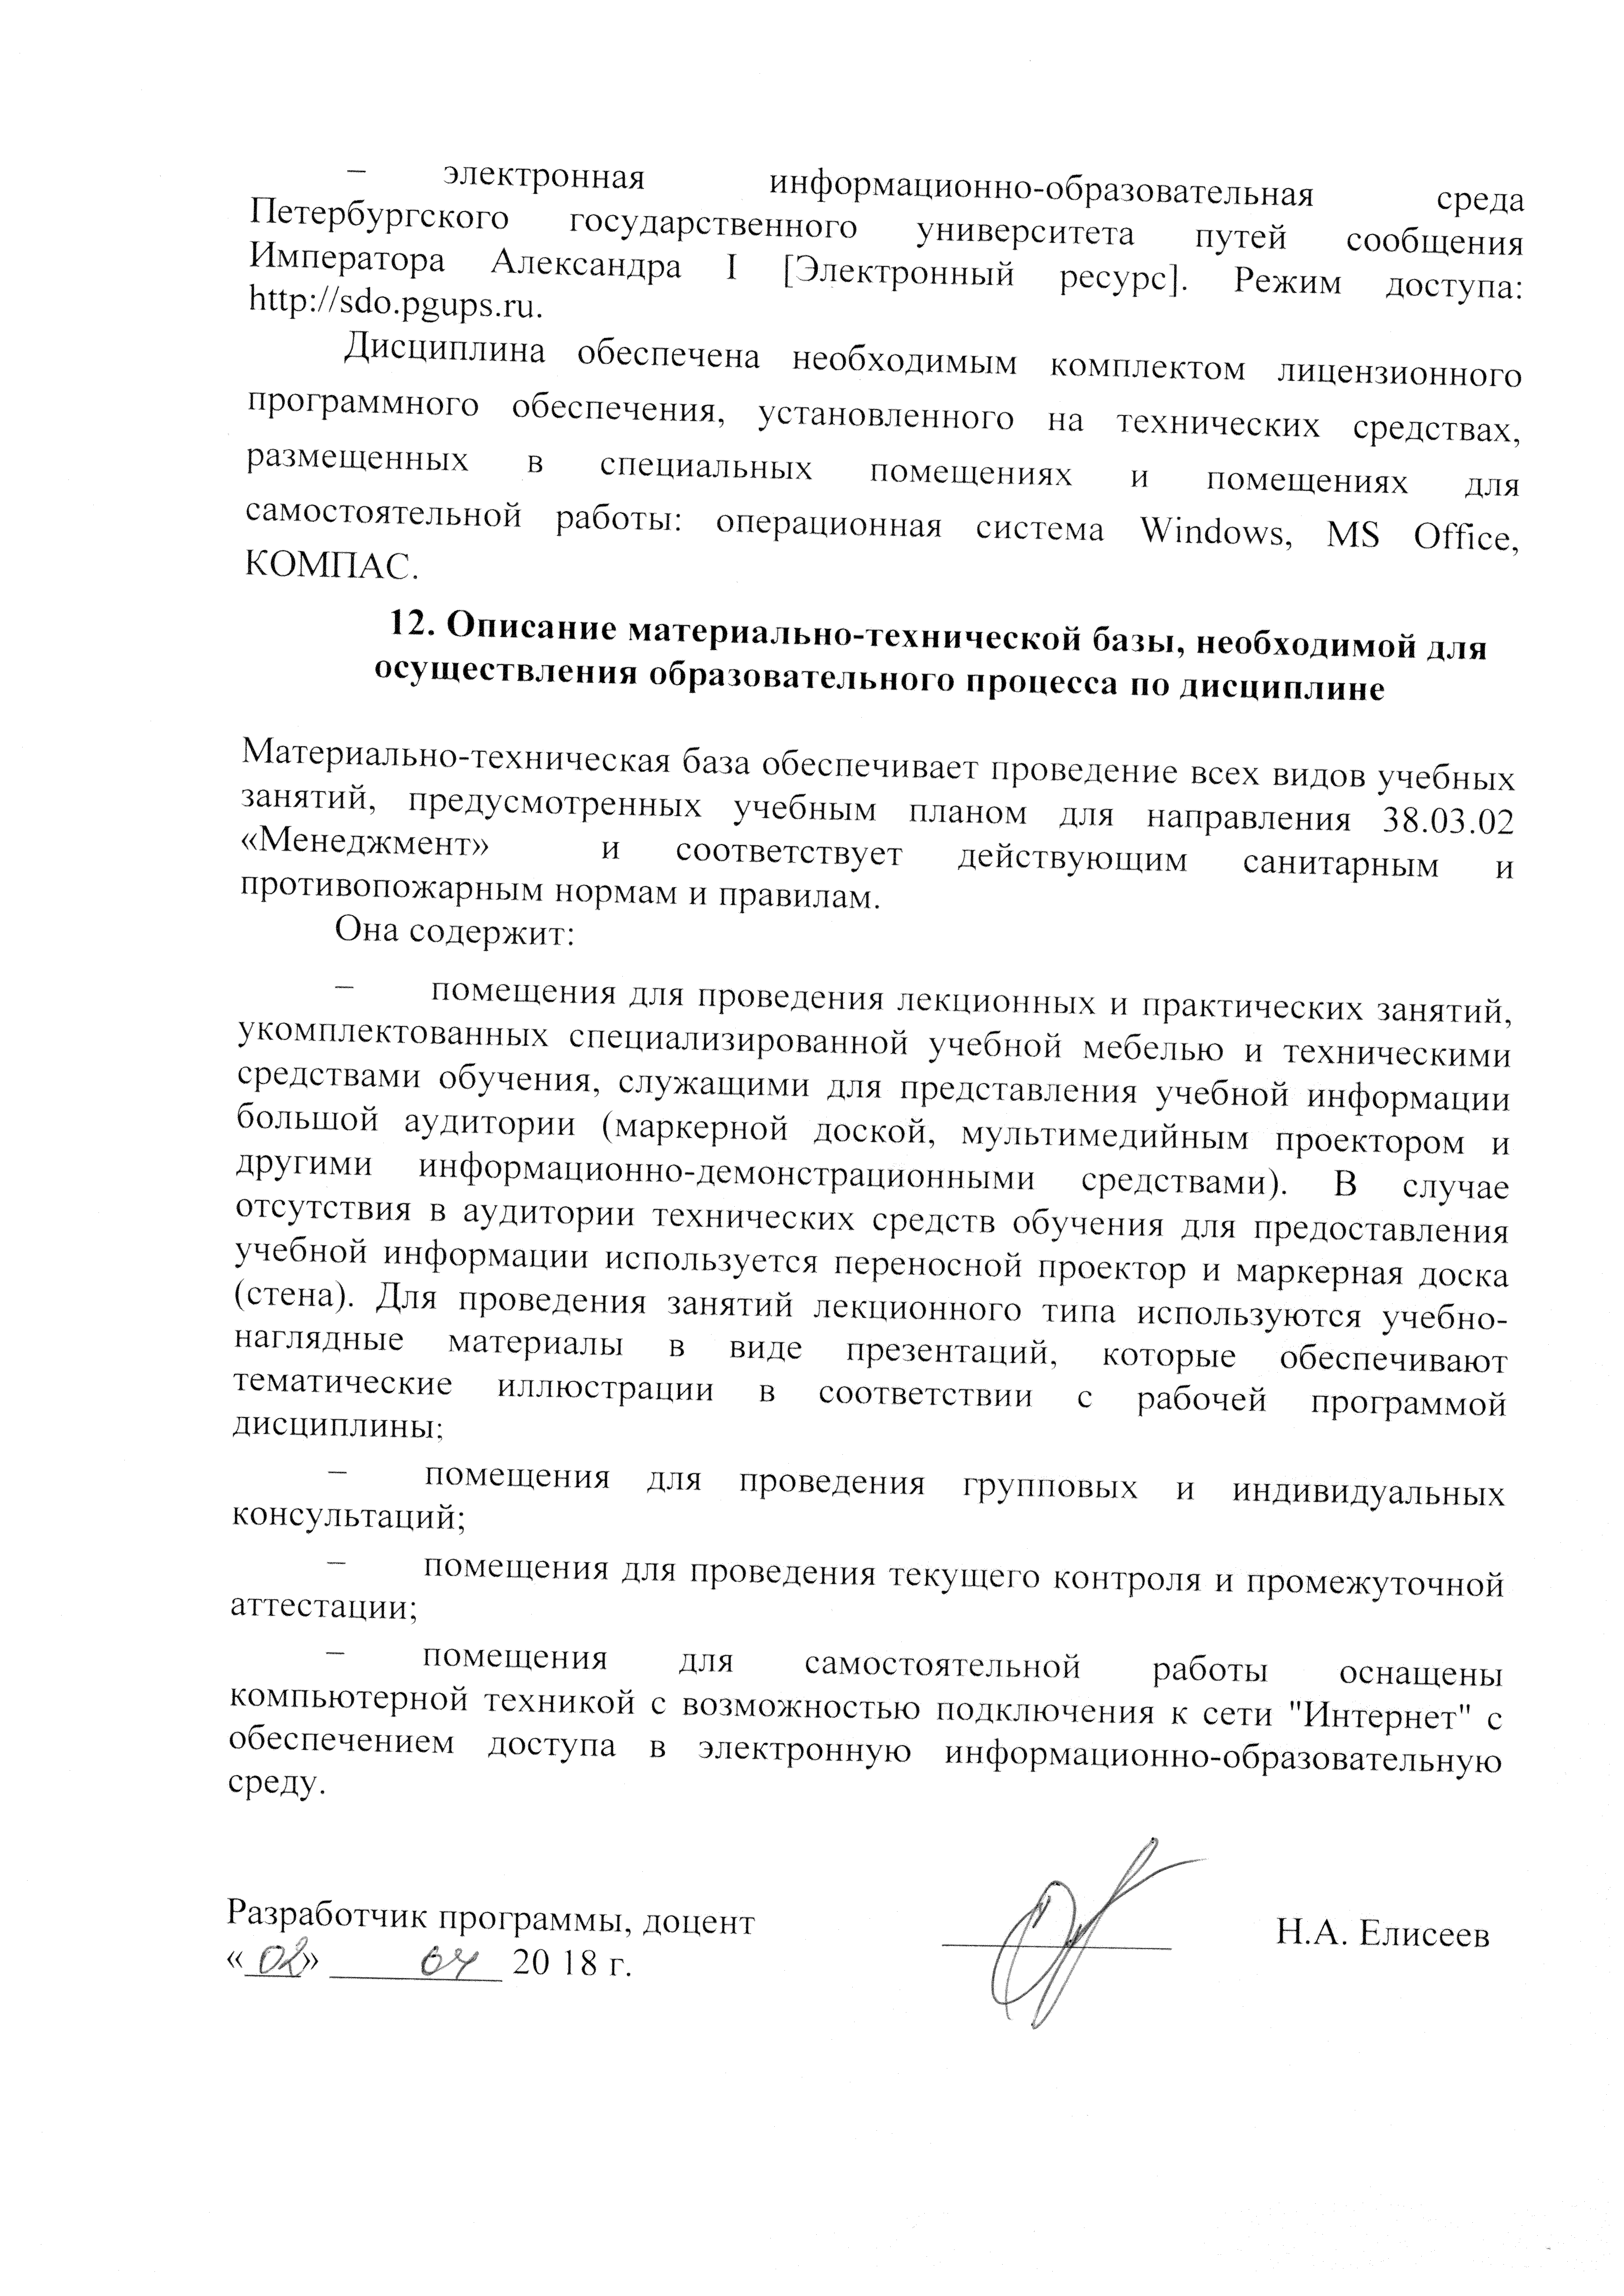 – электронная информационно-образовательная среда
Петербургского государственного университета путей сообщения
Императора Александра I [Электронный ресурс]. Режим доступа:
http://sdo.pgups.ru.
Дисциплина обеспечена необходимым комплектом лицензионного
программного обеспечения, установленного на технических средствах,
размещенных в специальных помещениях и помещениях для
самостоятельной работы: операционная система Windows, MS Office,
КОМПАС.
12. Описание материально-технической базы, необходимой для
осуществления образовательного процесса по дисциплине
Материально-техническая база обеспечивает проведение всех видов учебных
занятий, предусмотренных учебным планом для направления 38.03.02
«Менеджмент» и соответствует действующим санитарным и
противопожарным нормам и правилам.
Она содержит:
– помещения для проведения лекционных и практических занятий,
укомплектованных специализированной учебной мебелью и техническими
средствами обучения, служащими для представления учебной информации
большой аудитории (маркерной доской, мультимедийным проектором и
другими информационно-демонстрационными средствами). В случае
отсутствия в аудитории технических средств обучения для предоставления
учебной информации используется переносной проектор и маркерная доска
(стена). Для проведения занятий лекционного типа используются учебно-
наглядные материалы в виде презентаций, которые обеспечивают
тематические иллюстрации в соответствии с рабочей программой
дисциплины;
– помещения для проведения групповых и индивидуальных
консультаций;
– помещения для проведения текущего контроля и промежуточной
аттестации;
– помещения для самостоятельной работы оснащены
компьютерной техникой с возможностью подключения к сети "Интернет" с
обеспечением доступа в электронную информационно-образовательную
среду.
Разработчик программы, доцент Н.А. Елисеев
«02» 04 20 18 г.